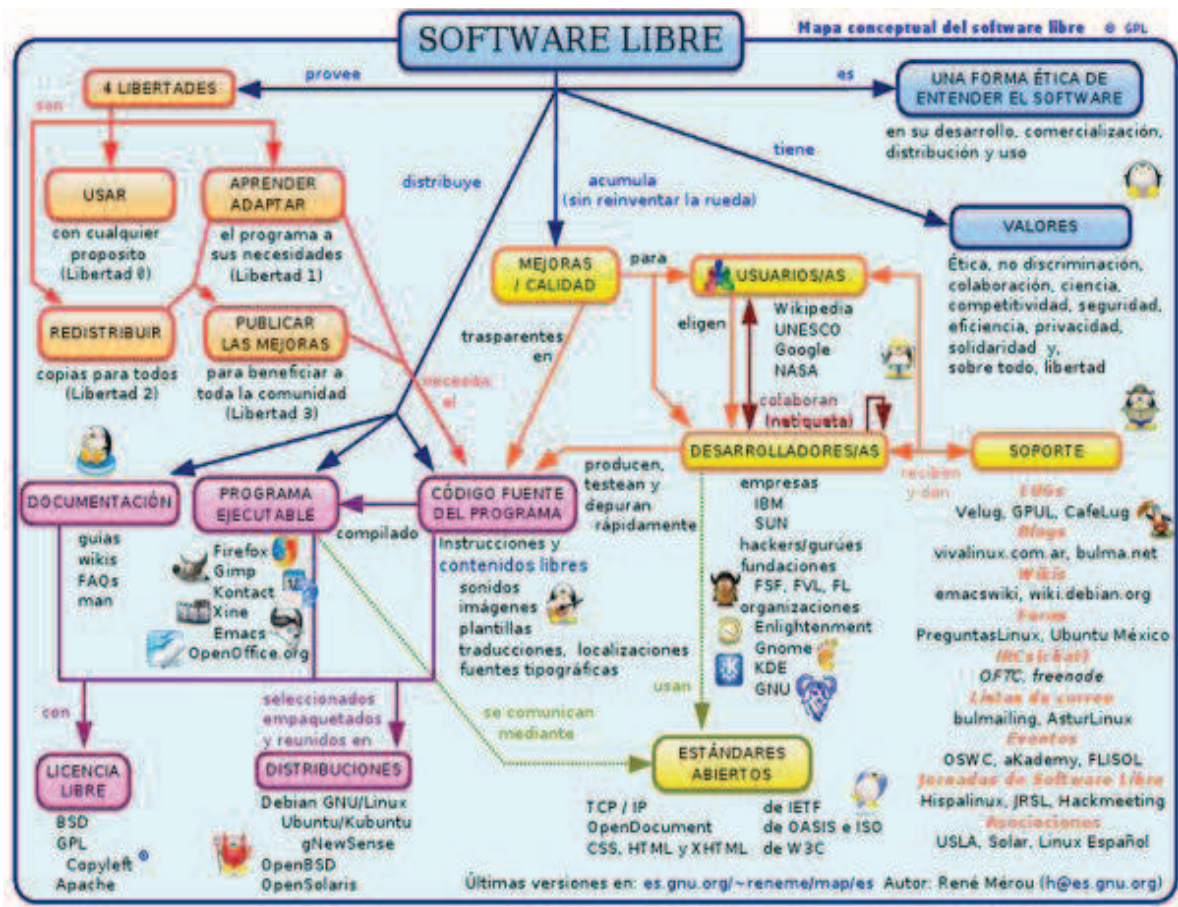 SOFTWARE LIBRE
Mapa conceptual del software libre © GPL
provee
es
4 LIBERTADES
UNA FORMA ÉTICA DE
ENTENDER EL SOFTWARE
en su desarrollo, comercialización,
distribución y uso
son
USAR
con cualquier
proposito
(Libertad 0)
APRENDER
ADAPTAR
el programa a
sus necesidades
(Libertad 1)
distribuye
acumula
(sin reinventar la rueda)
tiene
VALORES
Ética, no discriminación,
colaboración, ciencia,
competitividad, seguridad,
eficiencia, privacidad,
solidaridad y,
sobre todo, libertad
REDISTRIBUIR
copias para todos
(Libertad 2)
PUBLICAR
LAS MEJORAS
para beneficiar a
toda la comunidad
(Libertad 3)
necesita
el
MEJORAS
/ CALIDAD
para
trasparentes
en
USUARIOS/AS
eligen
Wikipedia
UNESCO
Google
NASA
colaboran
(netiqueta)
DOCUMENTACIÓN
guias
wikis
FAQs
man
PROGRAMA
EJECUTABLE
compilado
Firefox
Gimp
Kontact
Xine
Emacs
OpenOffice.org
CÓDIGO FUENTE
DEL PROGRAMA
Instrucciones y
contenidos libres
sonidos
imágenes
plantillas
traducciones, localizaciones
fuentes tipográficas
producen,
testean y
depuran
rápidamente
DESARROLLADORES/AS
empresas
IBM
SUN
hackers/gurúes
fundaciones
FSF, FVL, FL
organizaciones
Enlightenment
Gnome
KDE
GNU
reciben
y dan
SOPORTE
LUGs
Velug, GPUL, CafeLug
Blogs
vivalinux.com.ar, bulma.net
Wikis
emacswiki, wiki.debian.org
Foros
PreguntasLinux, Ubuntu México
IRCs(chat)
OFTC, freenode
Listas de correo
bulmailing, AsturLinux
Eventos
OSWC, aKademy, FLISOL
Jornadas de Software Libre
Hispalinux, JRSL, Hackmeeting
Asociaciones
USLA, Solar, Linux Español
con
LICENCIA
LIBRE
BSD
GPL
Copyleft
Apache
seleccionados
empaquetados
y reunidos en
DISTRIBUCIONES
Debian GNU/Linux
Ubuntu/Kubuntu
gNewSense
OpenBSD
OpenSolaris
se comunican
mediante
usan
ESTÁNDARES
ABIERTOS
TCP / IP de IETF
OpenDocument de OASIS e ISO
CSS, HTML y XHTML de W3C
Últimas versiones en: es.gnu.org/~reneme/map/es Autor: René Mérou (h@es.gnu.org)